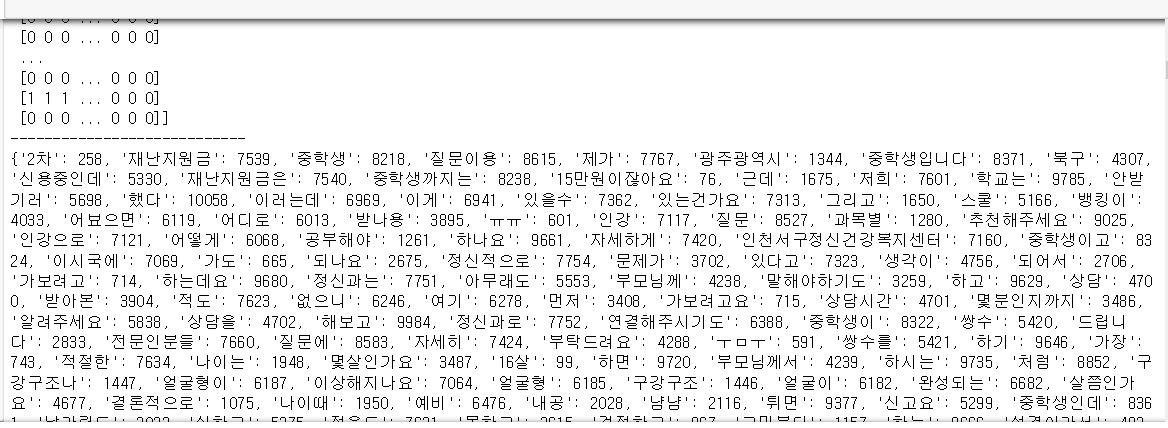 [0 0 0 ... 0 0 0]
[0 0 0 ... 0 0 0]
...
[0 0 0 ... 0 0 0]
[1 1 1 ... 0 0 0]
[0 0 0 ... 0 0 0]]
----------------------------
{'2차': 258, '재난지원금': 7539, '중학생': 8218, '질문이용': 8615, '제가': 7767, '광주광역시': 1344, '중학생입니다': 8371, '북구': 4307,
'신용중인데': 5330, '재난지원금은': 7540, '중학생까지는': 8238, '15만원이잖아요': 76, '근데': 1675, '저희': 7601, '학교는': 9785, '안받
기러': 5698, '했다': 10058, '이러는데': 6969, '이게': 6941, '있을수': 7362, '있는건가요': 7313, '그리고': 1650, '스쿨': 5166, '뱅킹이':
4033, '어뜌으면': 6119, '어디로': 6013, '받나용': 3895, 'ㅠㅠ': 601, '인강': 7117, '질문': 8527, '과목별': 1280, '추천해주세요': 9025,
'인강으로': 7121, '어떻게': 6068, '공부해야': 1261, '하나요': 9661, '자세하게': 7420, '인천서구정신건강복지센터': 7160, '중학생이고': 83
24, '이시국에': 7069, '가도': 665, '되나요': 2675, '정신적으로': 7754, '문제가': 3702, '있다고': 7323, '생각이': 4756, '되어서': 2706,
'가보려고': 714, '하는데요': 9680, '정신과는': 7751, '아무래도': 5553, '부모님께': 4238, '말해야하기도': 3259, '하고': 9629, '상담': 470
0, '받아본': 3904, '적도': 7623, '없으니': 6246, '여기': 6278, '먼저': 3408, '가보려고요': 715, '상담시간': 4701, '몇분인지까지': 3486,
'알려주세요': 5838, '상담을': 4702, '해보고': 9984, '정신과로': 7752, '연결해주시기도': 6388, '중학생이': 8322, '쌍수': 5420, '드립니
다': 2833, '전문인분들': 7660, '질문에': 8583, '자세히': 7424, '부탁드려요': 4288, 'ㅜㅁㅜ': 591, '쌍수를': 5421, '하기': 9646, '가장':
743, '적절한': 7634, '나이는': 1948, '몇살인가요': 3487, '16살': 99, '하면': 9720, '부모님께서': 4239, '하시는': 9735, '처럼': 8852, '구
강구조나': 1447, '얼굴형이': 6187, '이상해지나요': 7064, '얼굴형': 6185, '구강구조': 1446, '얼굴이': 6182, '완성되는': 6682, '살쯤인가
요': 4677, '결론적으로': 1075, '나이때': 1950, '예비': 6476, '내공': 2028, '냠냠': 2116, '튀면': 9377, '신고요': 5299, '중학생인데': 836